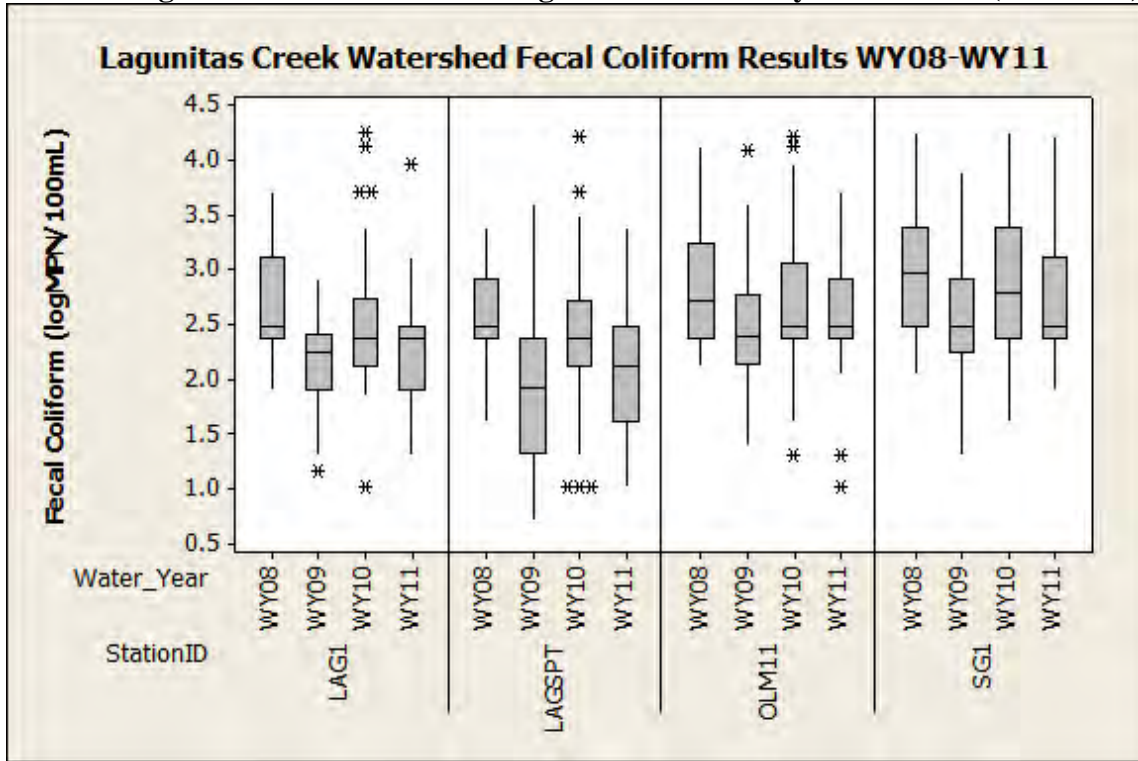 Lagunitas Creek Watershed Fecal Coliform Results WY08-WY11
Fecal Coliform (logMPN/100mL)
4.5
4.0
3.5
3.0
2.5
2.0
1.5
1.0
0.5
Water_Year
WY08 WY09 WY10 WY11 WY08 WY09 WY10 WY11 WY08 WY09 WY10 WY11 WY08 WY09 WY10 WY11
StationID
LAG1 LAGSPT OLM11 SG1